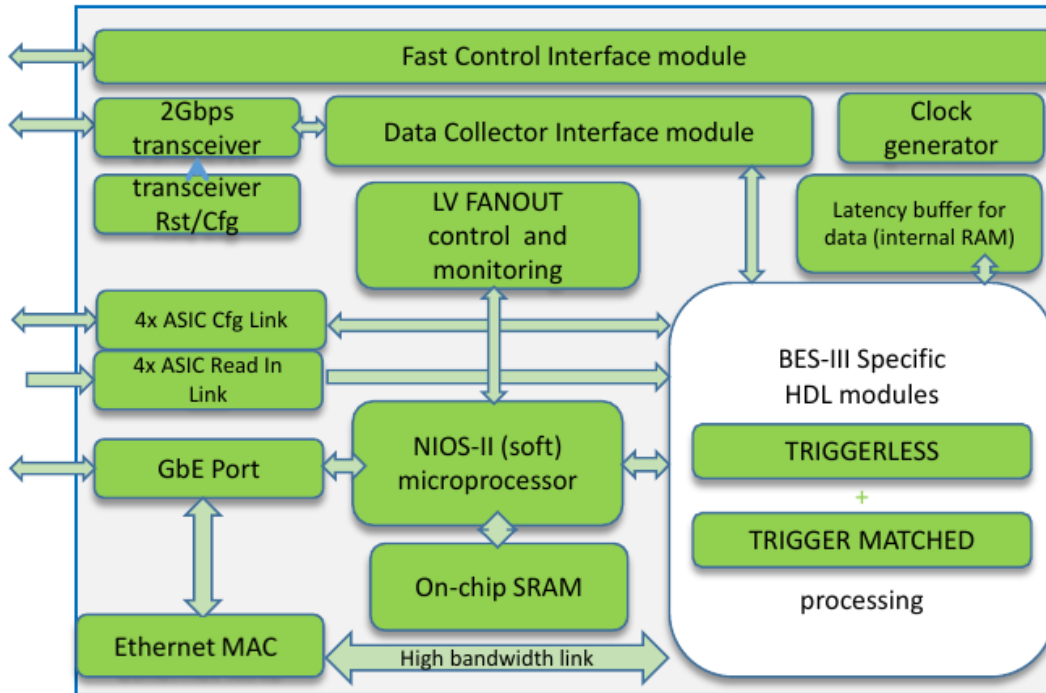 Fast Control Interface module
2Gbps
transceiver
Data Collector Interface module
Clock
generator
transceiver
Rst/Cfg
LV FANOUT
control and
monitoring
Latency buffer for
data (internal RAM)
4x ASIC Cfg Link
4x ASIC Read In
Link
BES-III Specific
HDL modules
GbE Port
NIOS-II (soft)
microprocessor
TRIGGERLESS
+
TRIGGER MATCHED
On-chip SRAM
processing
Ethernet MAC
High bandwidth link